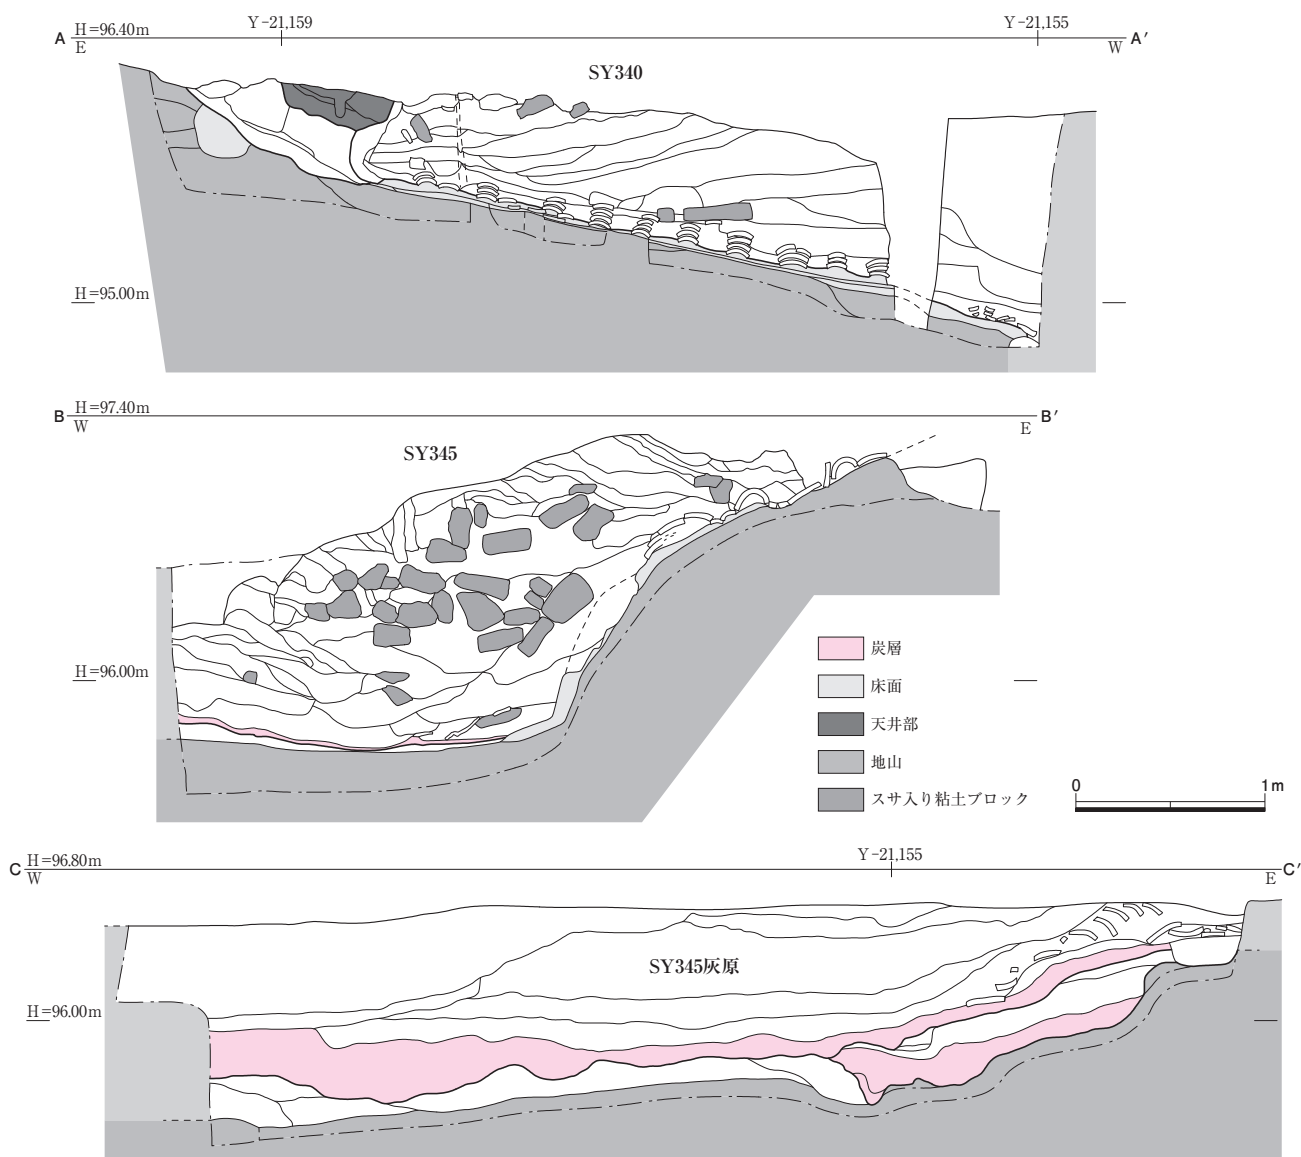 A H=96.40m Y-21,159 Y-21,155 A′
E W
SY340
H=95.00m
B H=97.40m B′
W E
SY345
H=96.00m
炭層
床面
天井部
地山
スサ入り粘土ブロック
0 1m
C H=96.80m Y-21,155 C′
W E
SY345灰原
H=96.00m